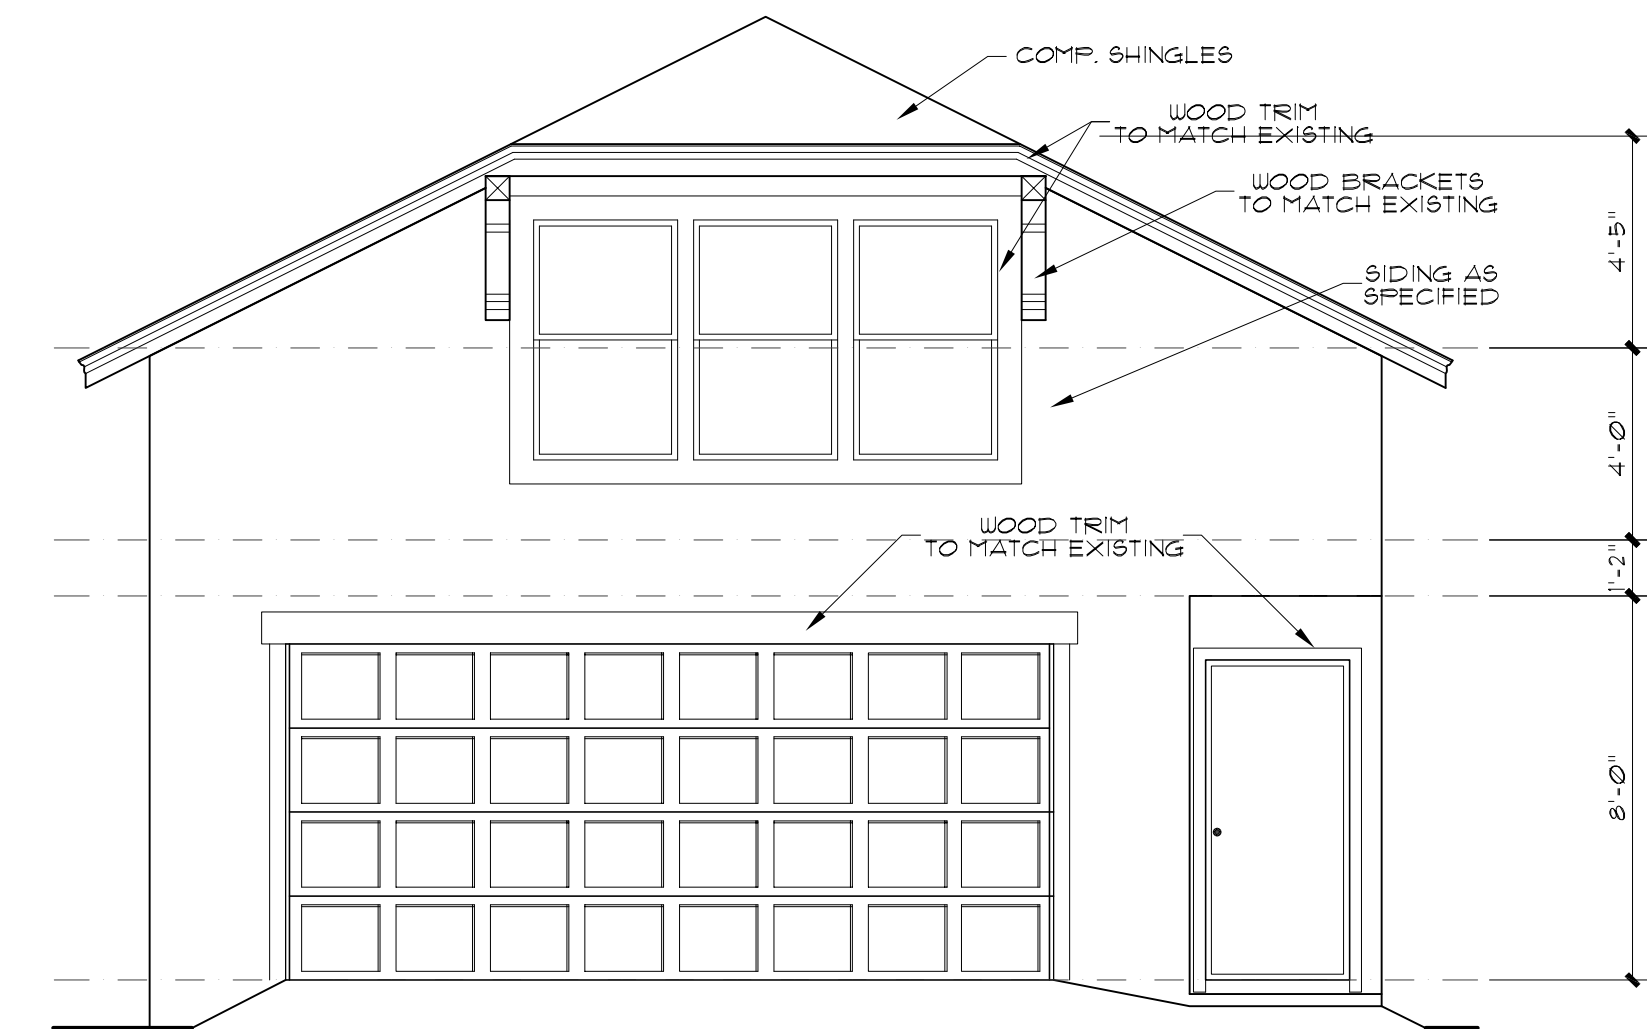 COMP. SHINGLES
WOOD TRIM
TO MATCH EXISTING
WOOD BRACKETS
TO MATCH EXISTING
4'-5"
SIDING AS
SPECIFIED
4'-0"
WOOD TRIM
TO MATCH EXISTING
1'-2"
8'-0"